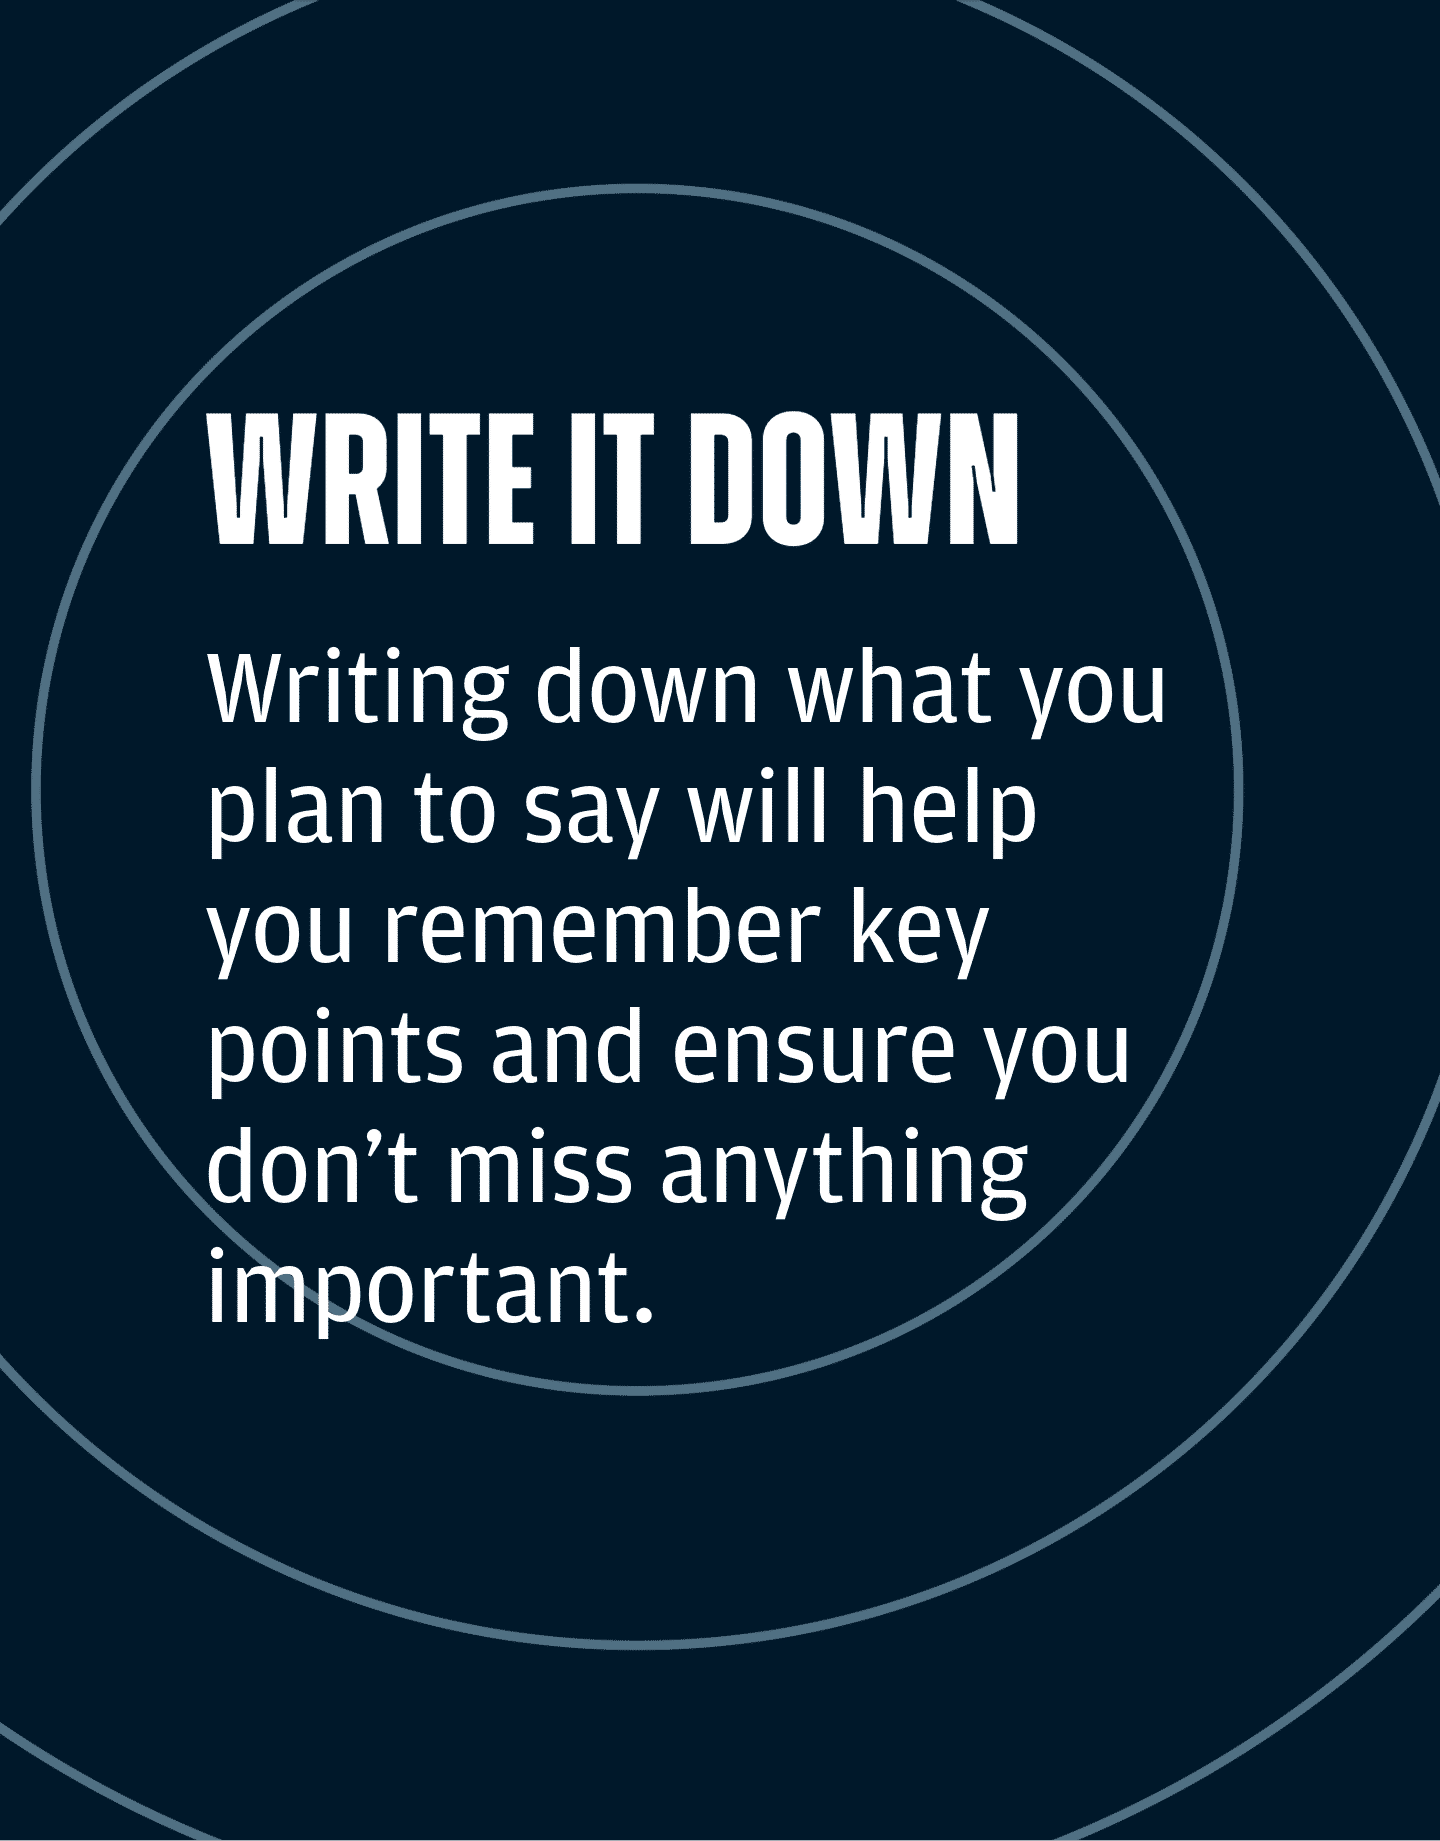 WRITE IT DOWN
Writing down what you
plan to say will help
you remember key
points and ensure you
don’t miss anything
important.